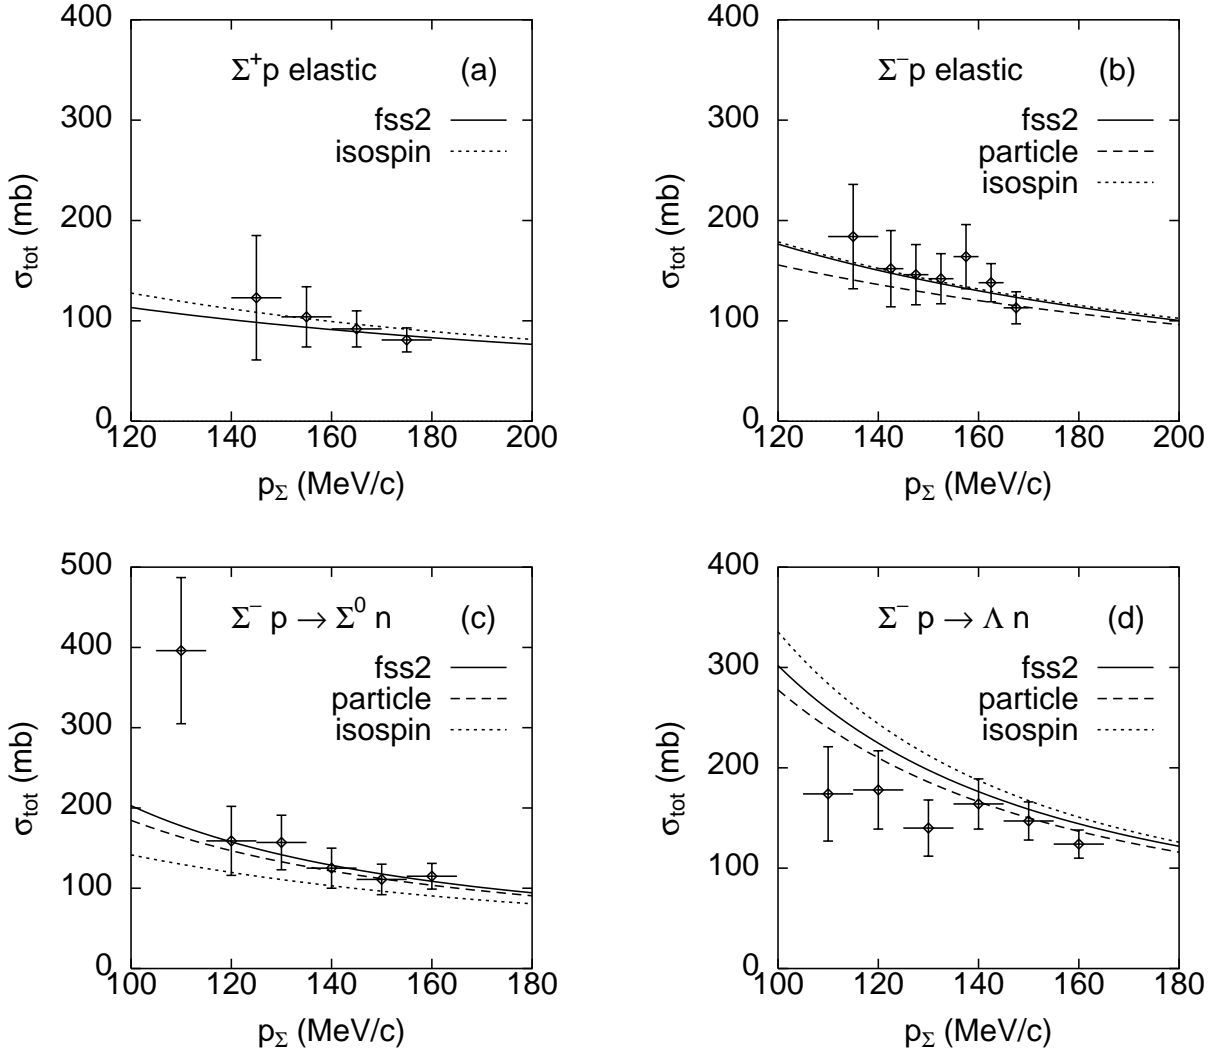 400
300
200
100
0
120 140 160 180 200
σtot (mb)
pΣ (MeV/c)
Σ+p elastic (a)
fss2
isospin
400
300
200
100
0
120 140 160 180 200
σtot (mb)
pΣ (MeV/c)
Σ−p elastic (b)
fss2
particle
isospin
500
400
300
200
100
0
100 120 140 160 180
σtot (mb)
pΣ (MeV/c)
Σ− p → Σ0 n (c)
fss2
particle
isospin
400
300
200
100
0
100 120 140 160 180
σtot (mb)
pΣ (MeV/c)
Σ− p → Λ n (d)
fss2
particle
isospin